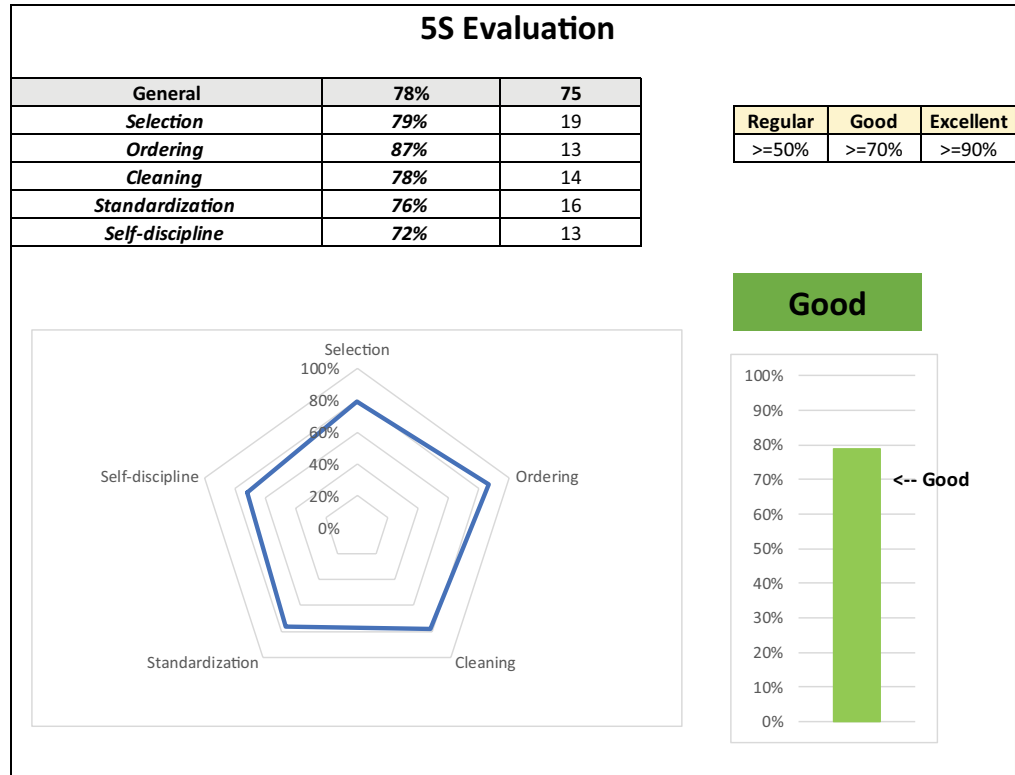 5S Evaluation
General 78% 75
Selection 79% 19
Ordering 87% 13
Cleaning 78% 14
Standardization 76% 16
Self-discipline 72% 13
Regular Good Excellent
>=50% >=70% >=90%
Good
Selection
100%
80%
60%
40%
20%
0%
Self-discipline
Ordering
Standardization
Cleaning
100%
90%
80%
70%
<-- Good
60%
50%
40%
30%
20%
10%
0%